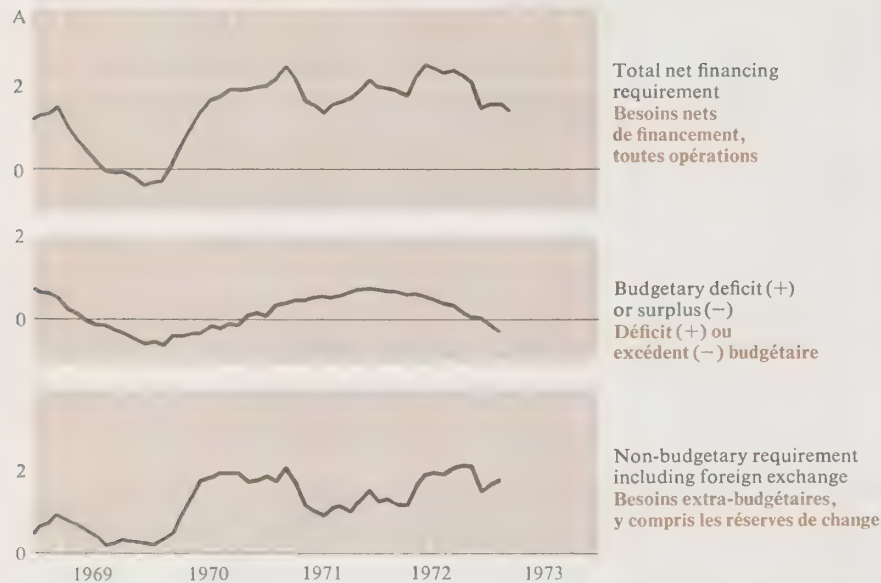 A
2
0
Total net financing
requirement
Besoins nets
de financement,
toutes opérations
2
0
Budgetary deficit (+)
or surplus (−)
Déficit (+) ou
excédent (−) budgétaire
2
0
Non-budgetary requirement
including foreign exchange
Besoins extra-budgétaires,
y compris les réserves de change
1969 1970 1971 1972 1973